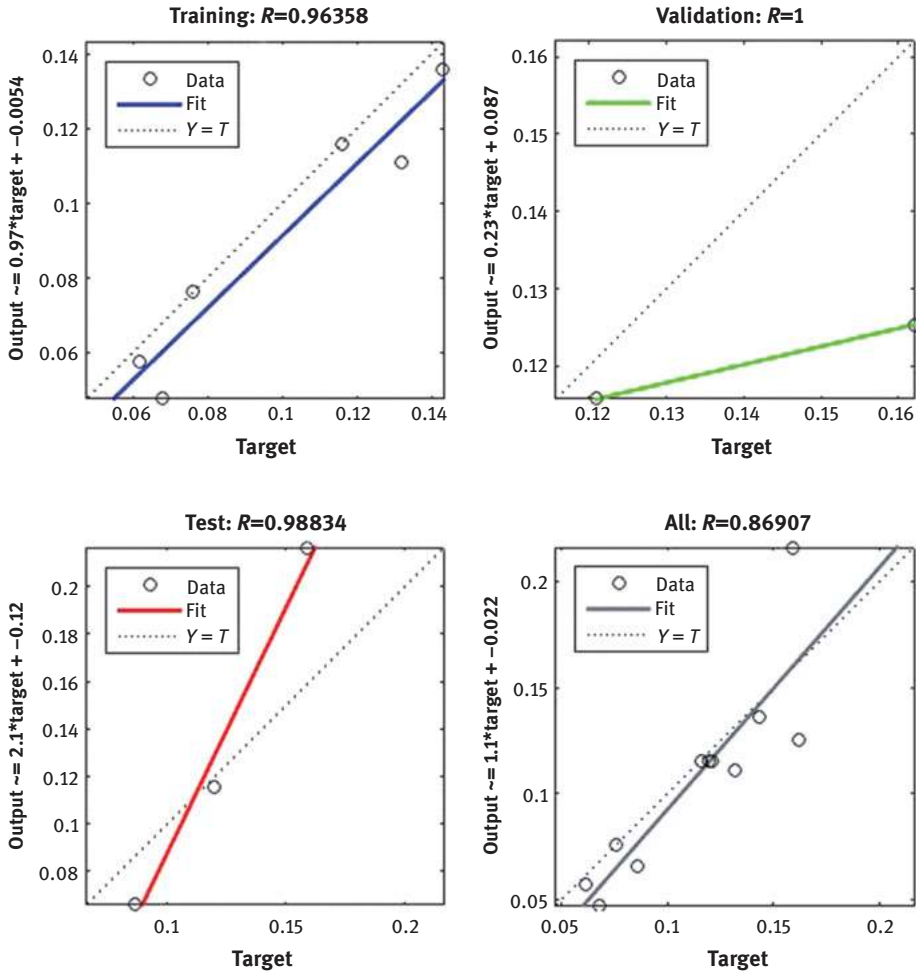 Training: R=0.96358
Output ~= 0.97*target + −0.0054
0.14
0.12
0.1
0.08
0.06
Data
Fit
Y = T
0.06 0.08 0.1 0.12 0.14
Target
Validation: R=1
Output ~= 0.23*target + 0.087
0.16
0.15
0.14
0.13
0.12
Data
Fit
Y = T
0.12 0.13 0.14 0.15 0.16
Target
Test: R=0.98834
Output ~= 2.1*target + −0.12
0.2
0.18
0.16
0.14
0.12
0.1
0.08
Data
Fit
Y = T
0.1 0.15 0.2
Target
All: R=0.86907
Output ~= 1.1*target + −0.022
0.2
0.15
0.1
0.05
Data
Fit
Y = T
0.05 0.1 0.15 0.2
Target